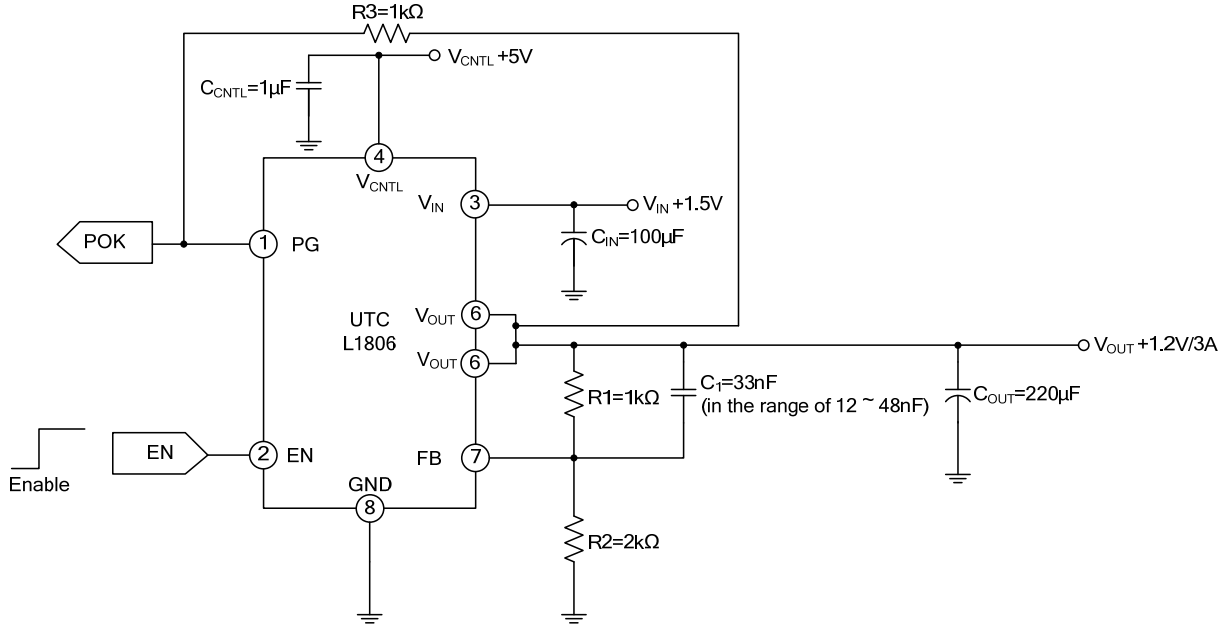 R3=1kΩ
VCNTL +5V
CCNTL=1μF
4
VCNTL
VIN
3
VIN +1.5V
CIN=100μF
POK
1
PG
UTC
L1806
VOUT
6
VOUT
6
VOUT +1.2V/3A
R1=1kΩ
C1=33nF
(in the range of 12 ~ 48nF)
COUT=220μF
Enable
EN
2
EN
FB
7
GND
8
R2=2kΩ